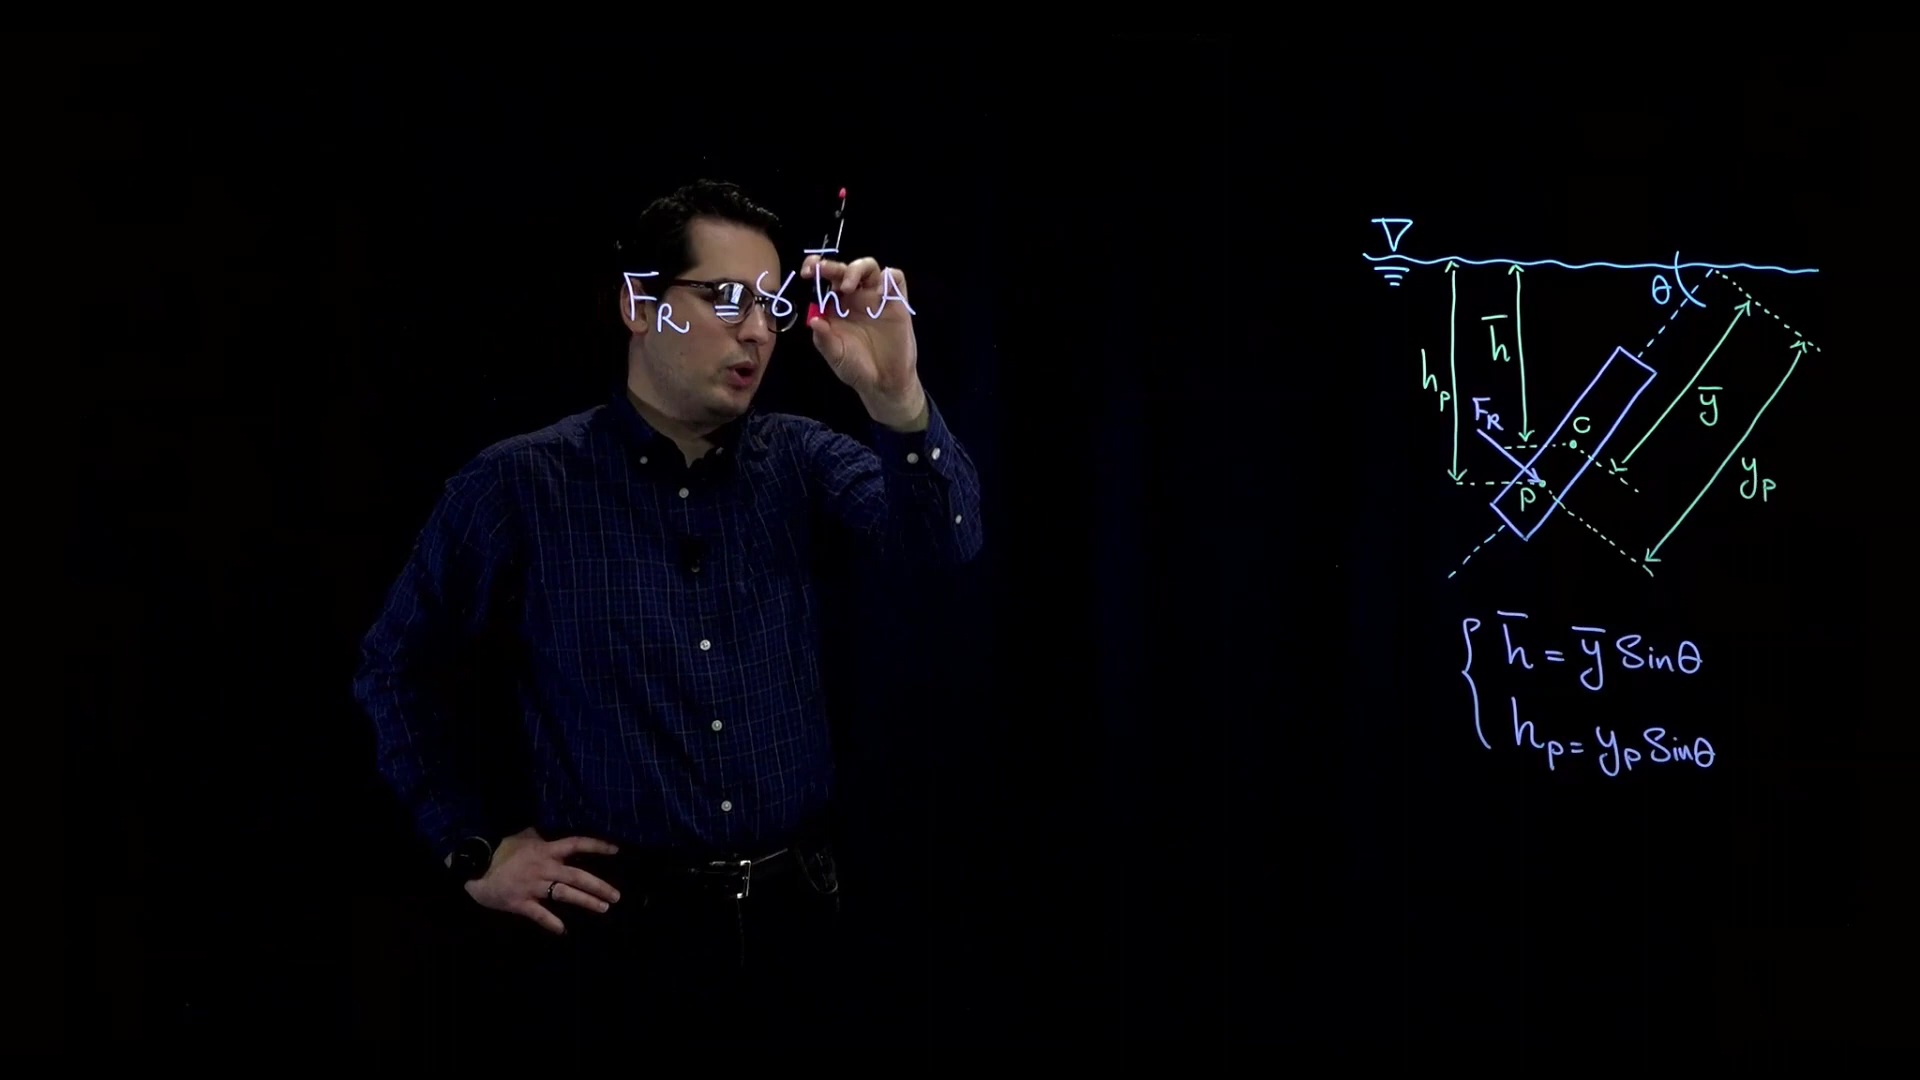 F_R = γ h̄ A
θ
h̄
h_p
F_R
C
ȳ
P
y_p
h̄ = ȳ Sinθ
h_p = y_p Sinθ